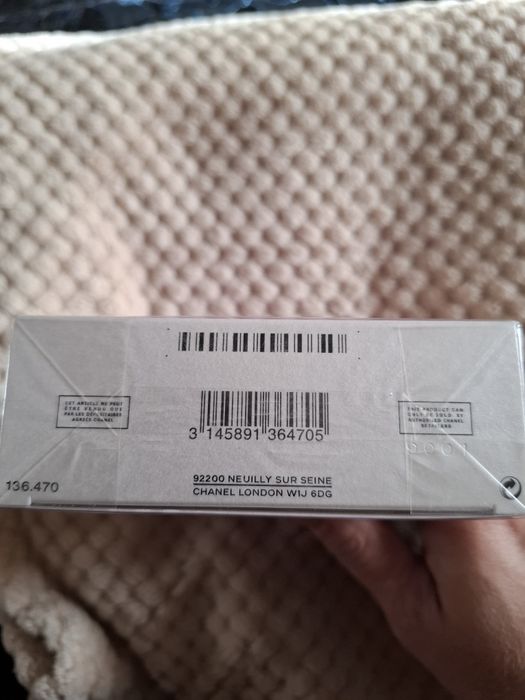 CET ARTICLE NE PEUT
ÊTRE VENDU QUE
PAR LES DÉPOSITAIRES
AGRÉÉS CHANEL
3 145891 364705
THIS PRODUCT CAN
ONLY BE SOLD BY
AUTHORISED CHANEL
RETAILERS
136.470
92200 NEUILLY SUR SEINE
CHANEL LONDON W1J 6DG